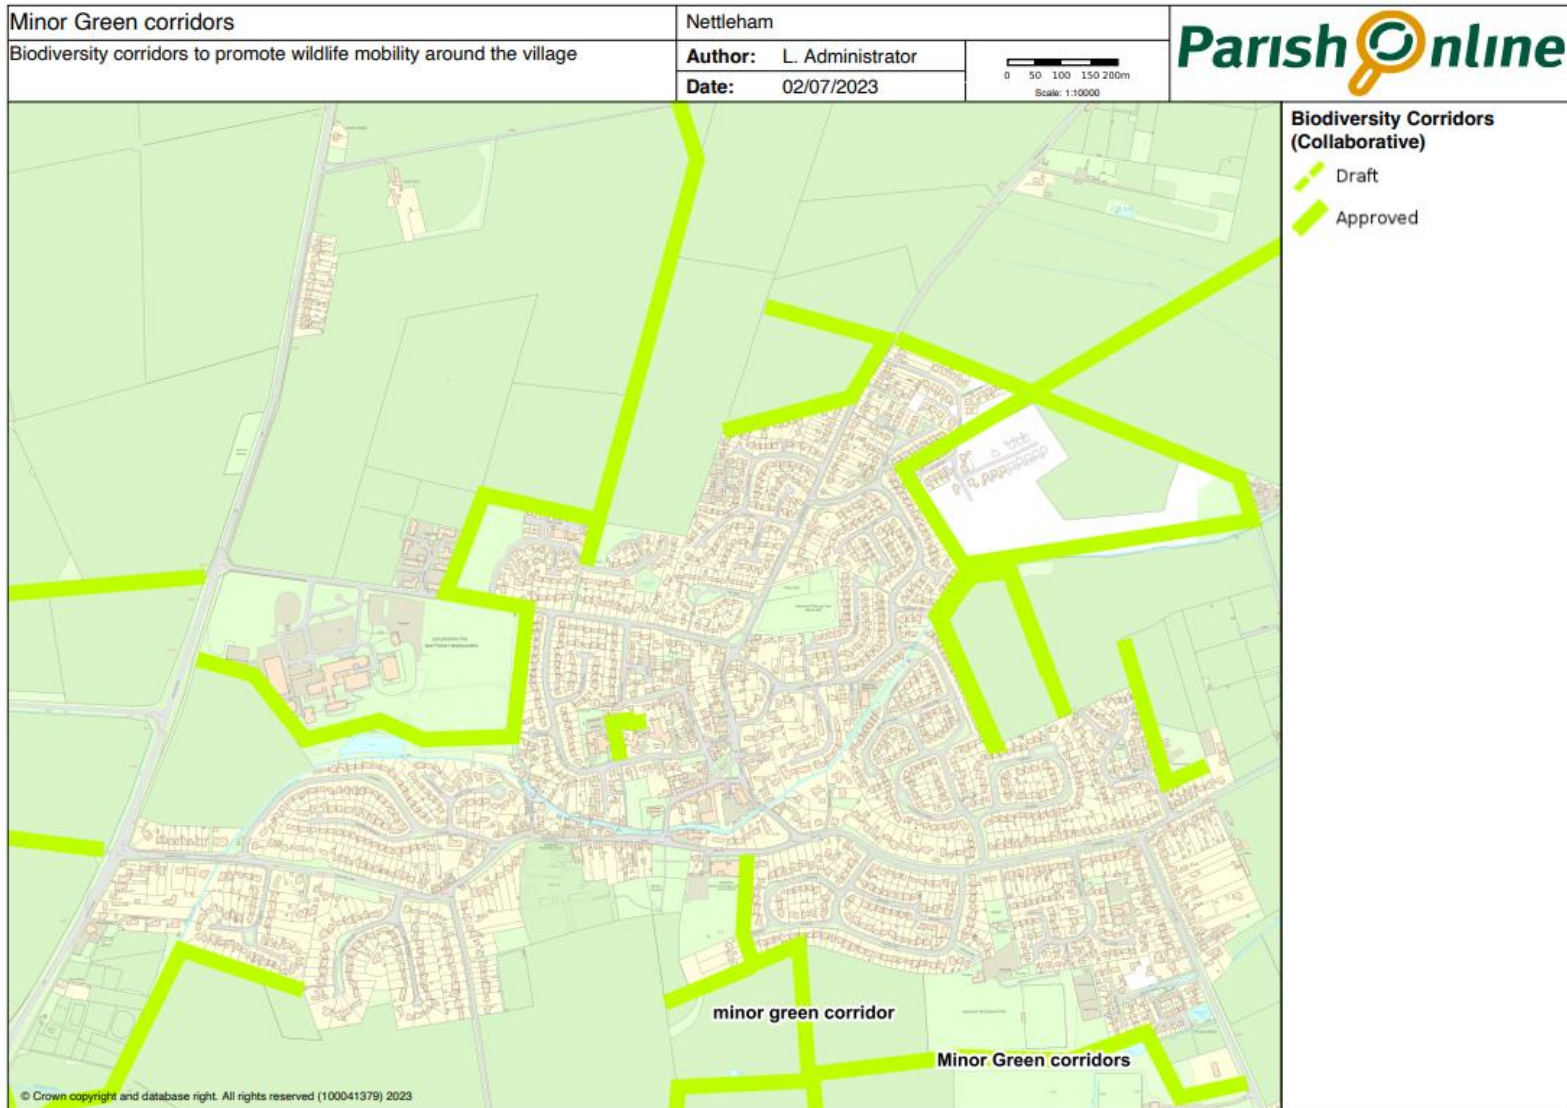 Minor Green corridors
Biodiversity corridors to promote wildlife mobility around the village
Nettleham
Author: L. Administrator
Date: 02/07/2023
0 50 100 150 200m
Scale: 1:10000
Parish Online
Biodiversity Corridors
(Collaborative)
Draft
Approved
minor green corridor
Minor Green corridors
© Crown copyright and database right. All rights reserved (100041379) 2023